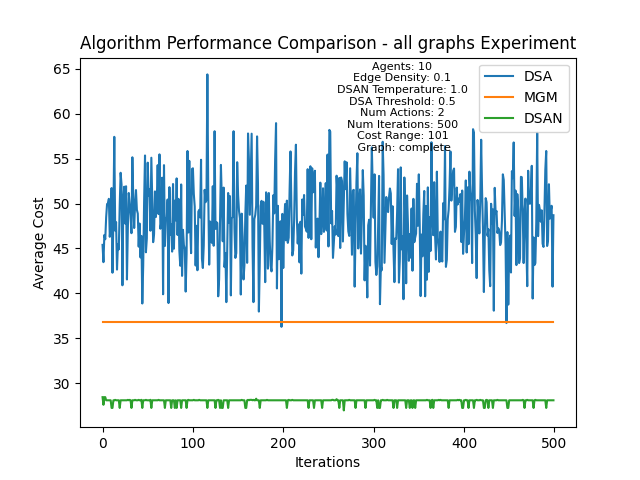 Algorithm Performance Comparison - all graphs Experiment
Agents: 10
Edge Density: 0.1
DSAN Temperature: 1.0
DSA Threshold: 0.5
Num Actions: 2
Num Iterations: 500
Cost Range: 101
Graph: complete
DSA
MGM
DSAN
Average Cost
65
60
55
50
45
40
35
30
0
100
200
300
400
500
Iterations